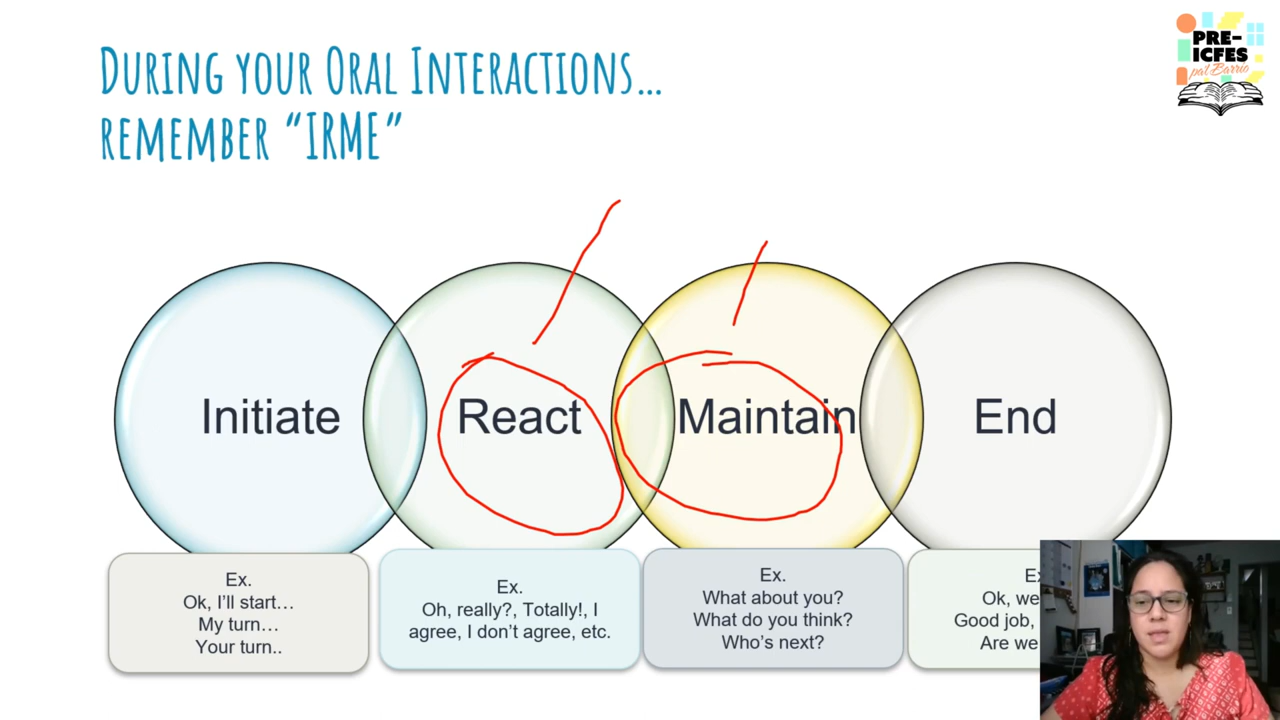 DURING YOUR ORAL INTERACTIONS...
REMEMBER "IRME"
PRE-
ICFES
pa'l Barrio
Initiate
React
Maintain
End
Ex.
Ok, I'll start…
My turn…
Your turn..
Ex.
Oh, really?, Totally!, I
agree, I don't agree, etc.
Ex.
What about you?
What do you think?
Who's next?
Ok, we
Good job,
Are we